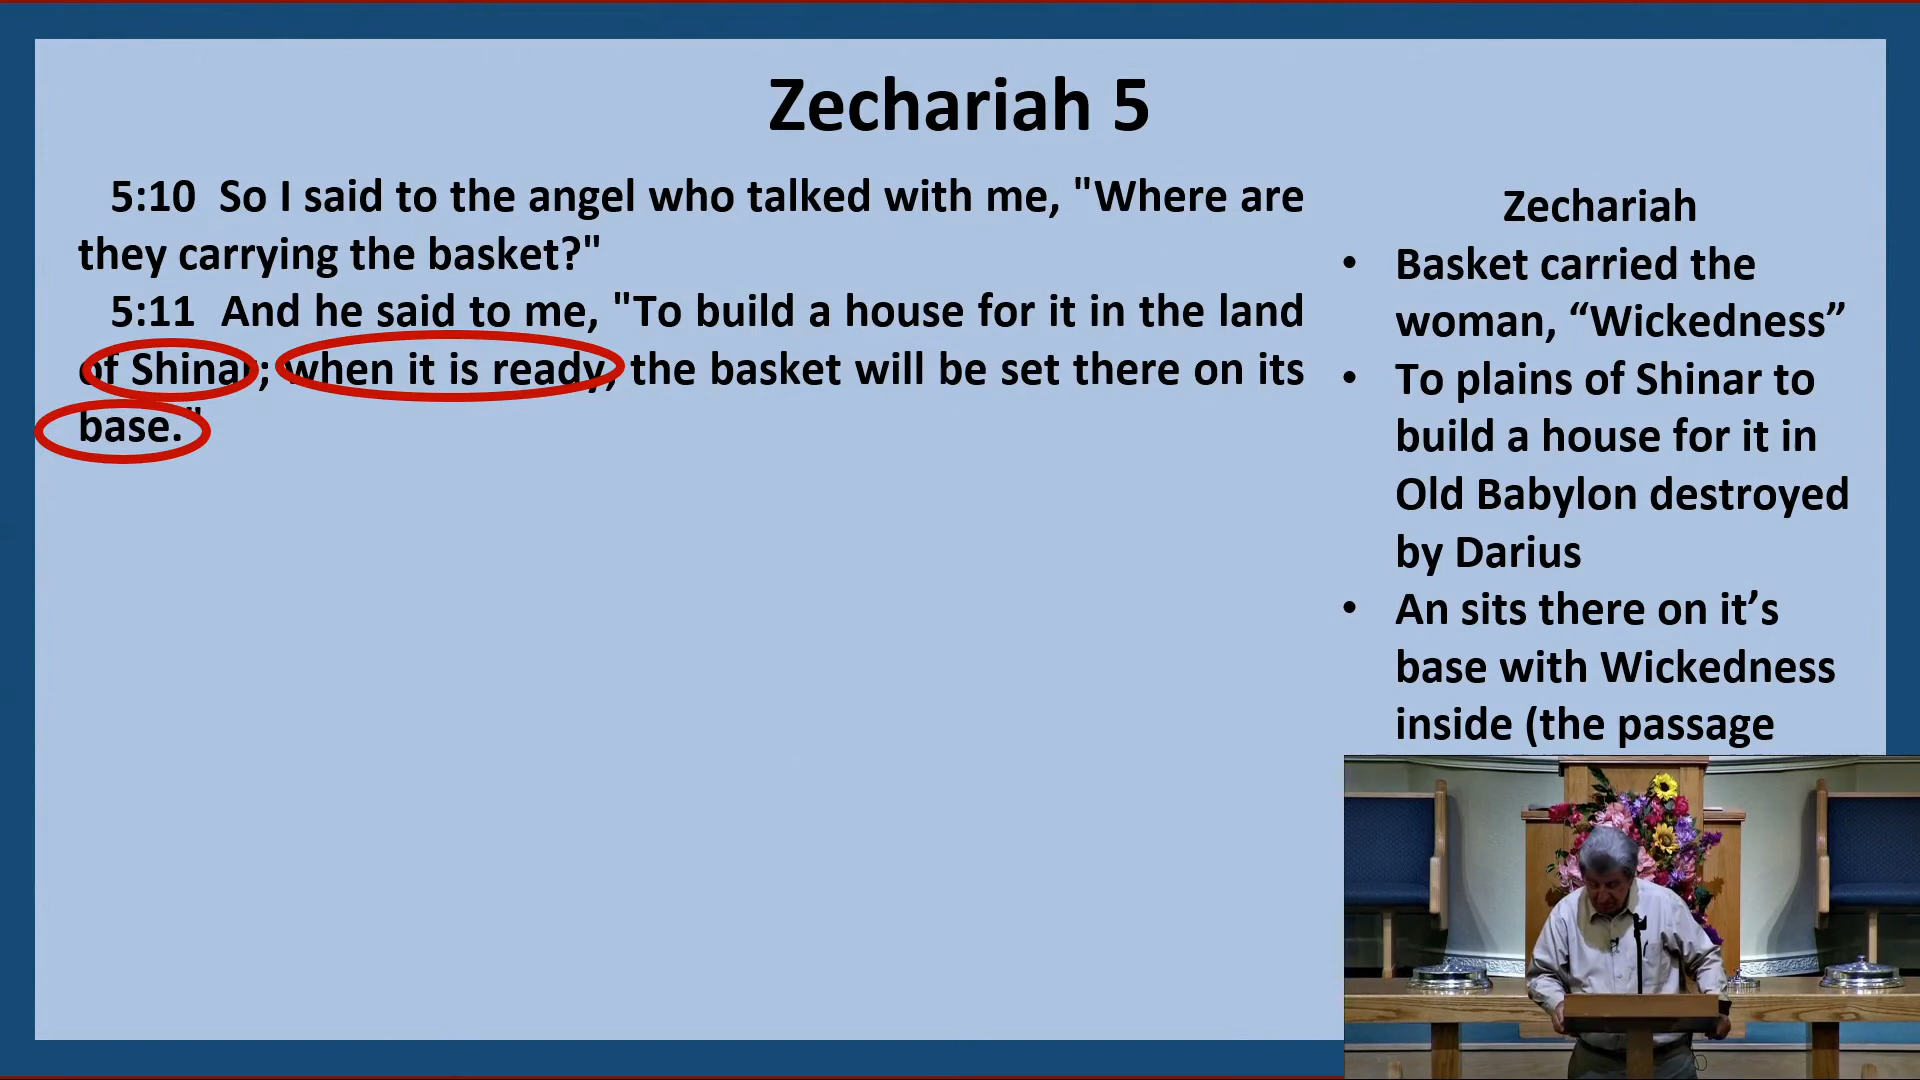 Zechariah 5
5:10  So I said to the angel who talked with me, "Where are
they carrying the basket?"
5:11  And he said to me, "To build a house for it in the land
of Shinar; when it is ready, the basket will be set there on its
base."
Zechariah
• Basket carried the
woman, “Wickedness”
• To plains of Shinar to
build a house for it in
Old Babylon destroyed
by Darius
• An sits there on it’s
base with Wickedness
inside (the passage